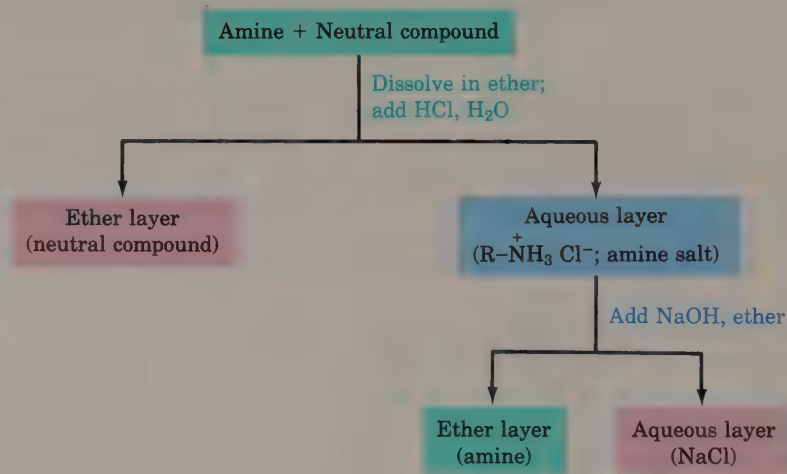 Amine + Neutral compound
Dissolve in ether;
add HCl, H₂O
Ether layer
(neutral compound)
Aqueous layer
(R–N⁺H₃ Cl⁻; amine salt)
Add NaOH, ether
Ether layer
(amine)
Aqueous layer
(NaCl)